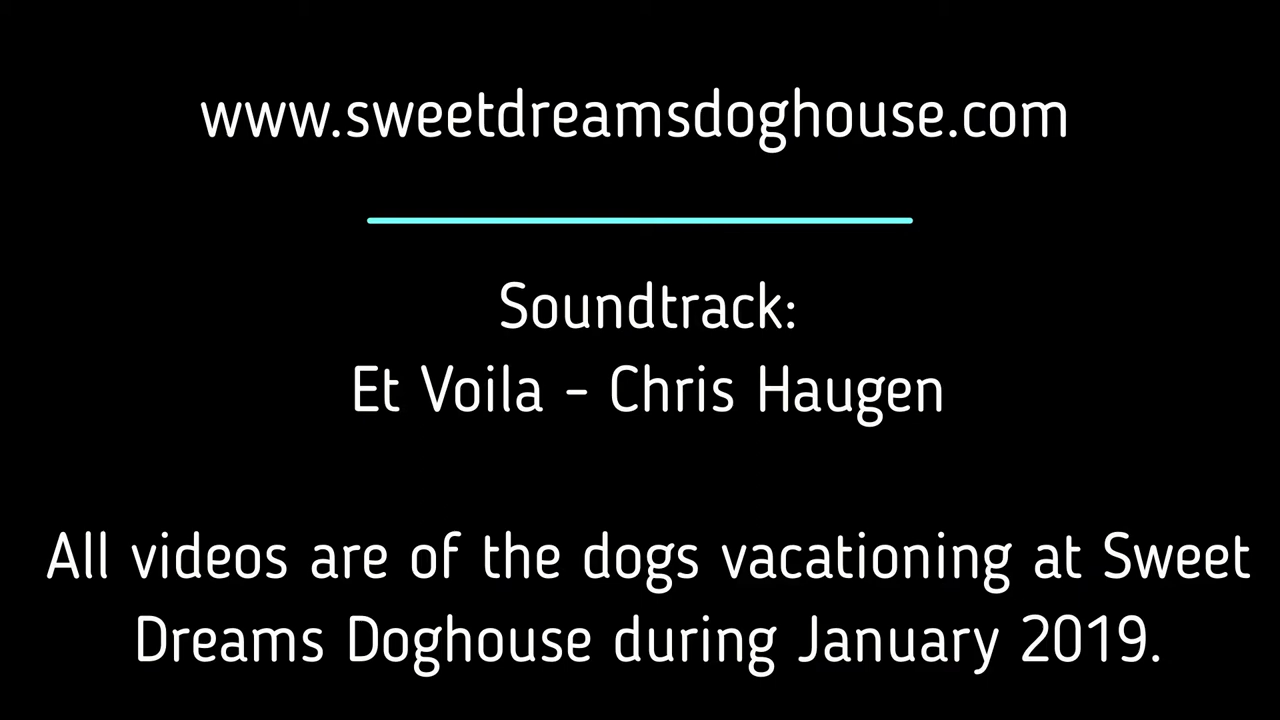 www.sweetdreamsdoghouse.com
Soundtrack:
Et Voila - Chris Haugen
All videos are of the dogs vacationing at Sweet
Dreams Doghouse during January 2019.